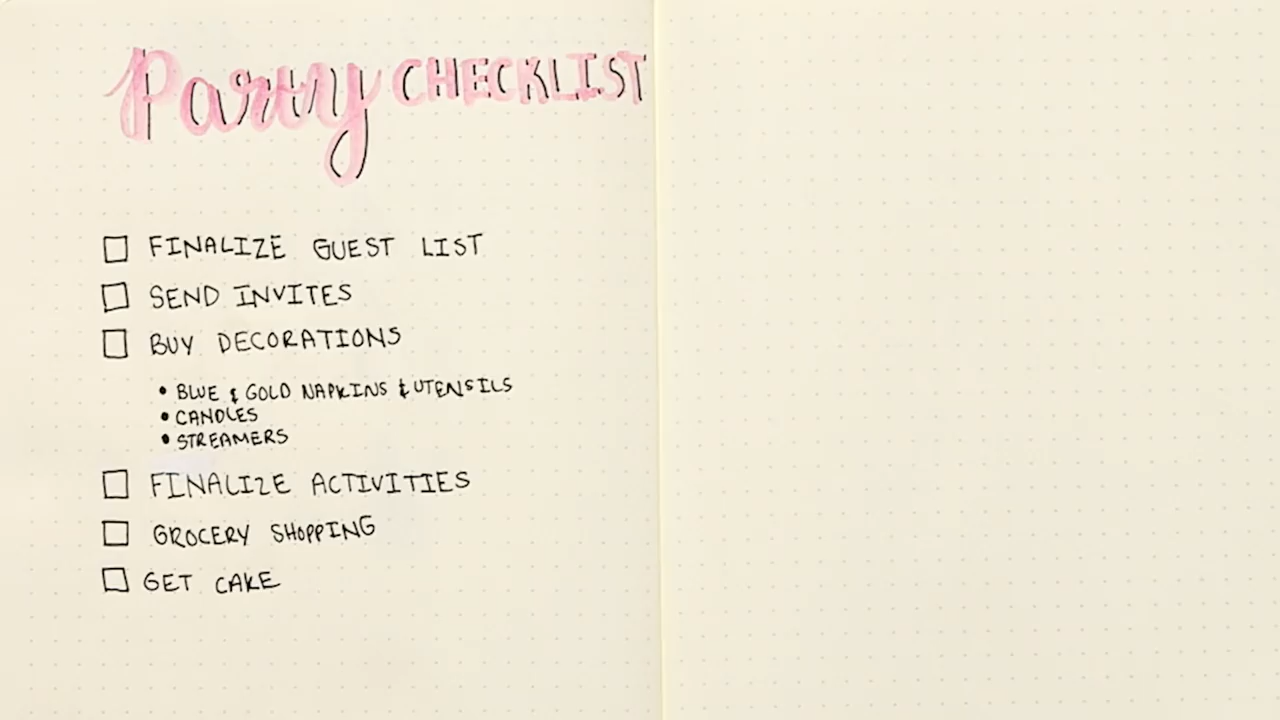 Party CHECKLIST
FINALIZE GUEST LIST
SEND INVITES
BUY DECORATIONS
• BLUE & GOLD NAPKINS & UTENSILS
• CANDLES
• STREAMERS
FINALIZE ACTIVITIES
GROCERY SHOPPING
GET CAKE